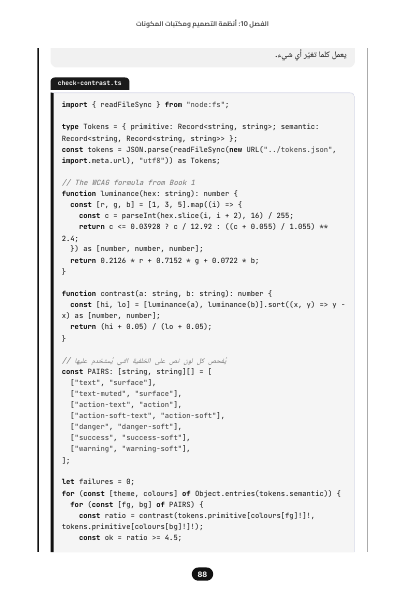 الفصل 10: أنظمة التصميم ومكتبات المكونات
يعمل كلما تغيّر أي شيء.
check-contrast.ts
import { readFileSync } from "node:fs";
type Tokens = { primitive: Record<string, string>; semantic:
Record<string, Record<string, string>> };
const tokens = JSON.parse(readFileSync(new URL("../tokens.json",
import.meta.url), "utf8")) as Tokens;
// The MCAG formula from Book 1
function luminance(hex: string): number {
  const [r, g, b] = [1, 3, 5].map((i) => {
    const c = parseInt(hex.slice(i, i + 2), 16) / 255;
    return c <= 0.03928 ? c / 12.92 : ((c + 0.055) / 1.055) **
2.4;
  }) as [number, number, number];
  return 0.2126 * r + 0.7152 * g + 0.0722 * b;
}
function contrast(a: string, b: string): number {
  const [hi, lo] = [luminance(a), luminance(b)].sort((x, y) => y -
x) as [number, number];
  return (hi + 0.05) / (lo + 0.05);
}
// يُفحص كل لون نص على الخلفية التي يُستخدم عليها
const PAIRS: [string, string][] = [
  ["text", "surface"],
  ["text-muted", "surface"],
  ["action-text", "action"],
  ["action-soft-text", "action-soft"],
  ["danger", "danger-soft"],
  ["success", "success-soft"],
  ["warning", "warning-soft"],
];
let failures = 0;
for (const [theme, colours] of Object.entries(tokens.semantic)) {
  for (const [fg, bg] of PAIRS) {
    const ratio = contrast(tokens.primitive[colours[fg]!]!,
tokens.primitive[colours[bg]!]!);
    const ok = ratio >= 4.5;
88